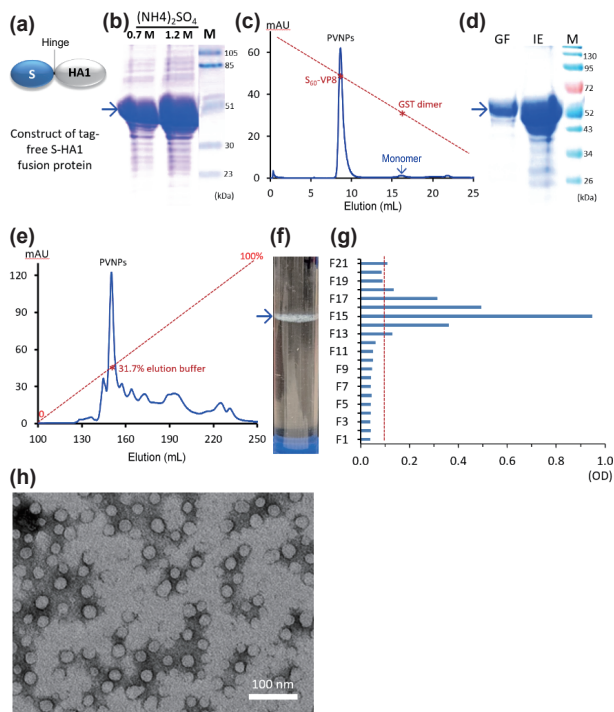 (a)
Hinge
S
HA1
Construct of tag-
free S-HA1
fusion protein
(b)
(NH4)2SO4
0.7 M 1.2 M M
105
85
51
30
23
(kDa)
(c)
mAU
80
60
40
20
0
PVNPs
S60-VP8
GST dimer
Monomer
0 5 10 15 20 25
Elution (mL)
(d)
GF IE M
130
95
72
52
43
34
26
[kDa)
(e)
mAU
120
90
60
30
0
PVNPs
100%
31.7% elution buffer
0
100 130 160 190 220 250
Elution (mL)
(f)
(g)
F21
F19
F17
F15
F13
F11
F9
F7
F5
F3
F1
0.0 0.2 0.4 0.6 0.8 1.0
(OD)
(h)
100 nm